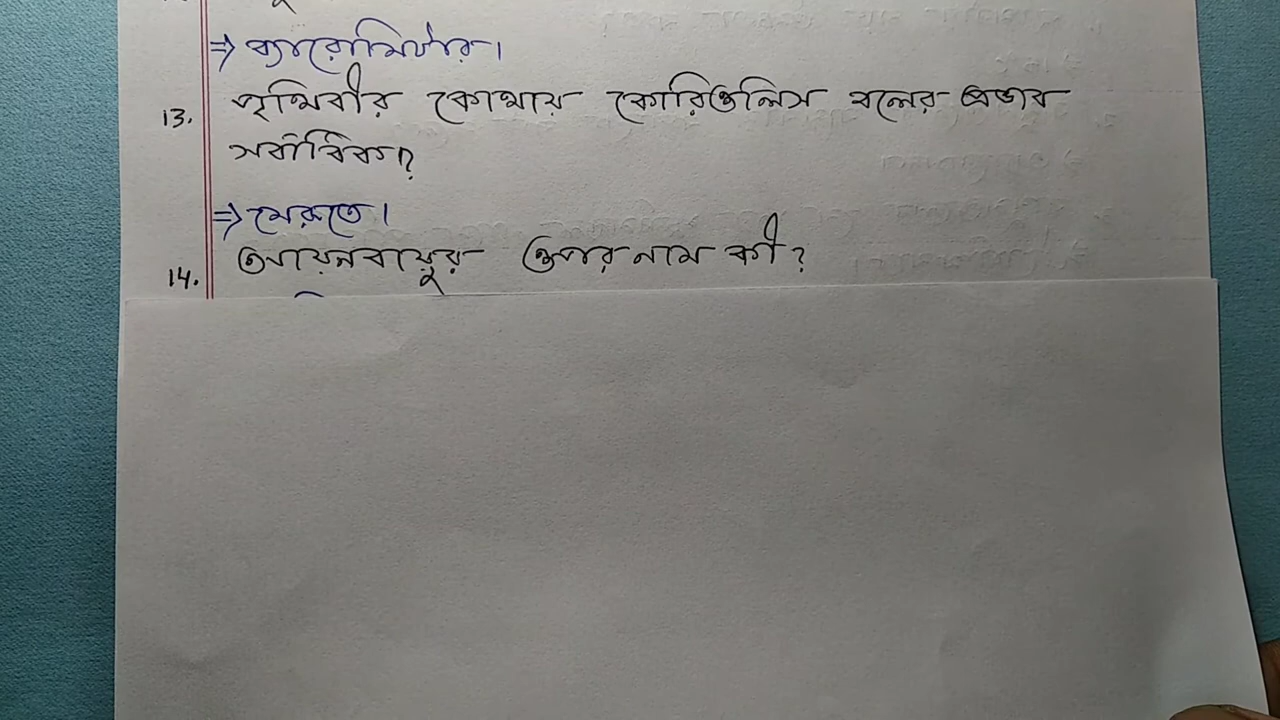 ⇒ ব্যারোমিটার।
13. পৃথিবীর কোথায় কোরিওলিস বলের প্রভাব
সর্বাধিক?
⇒ মেরুতে।
14. আয়নবায়ুর অপর নাম কী?